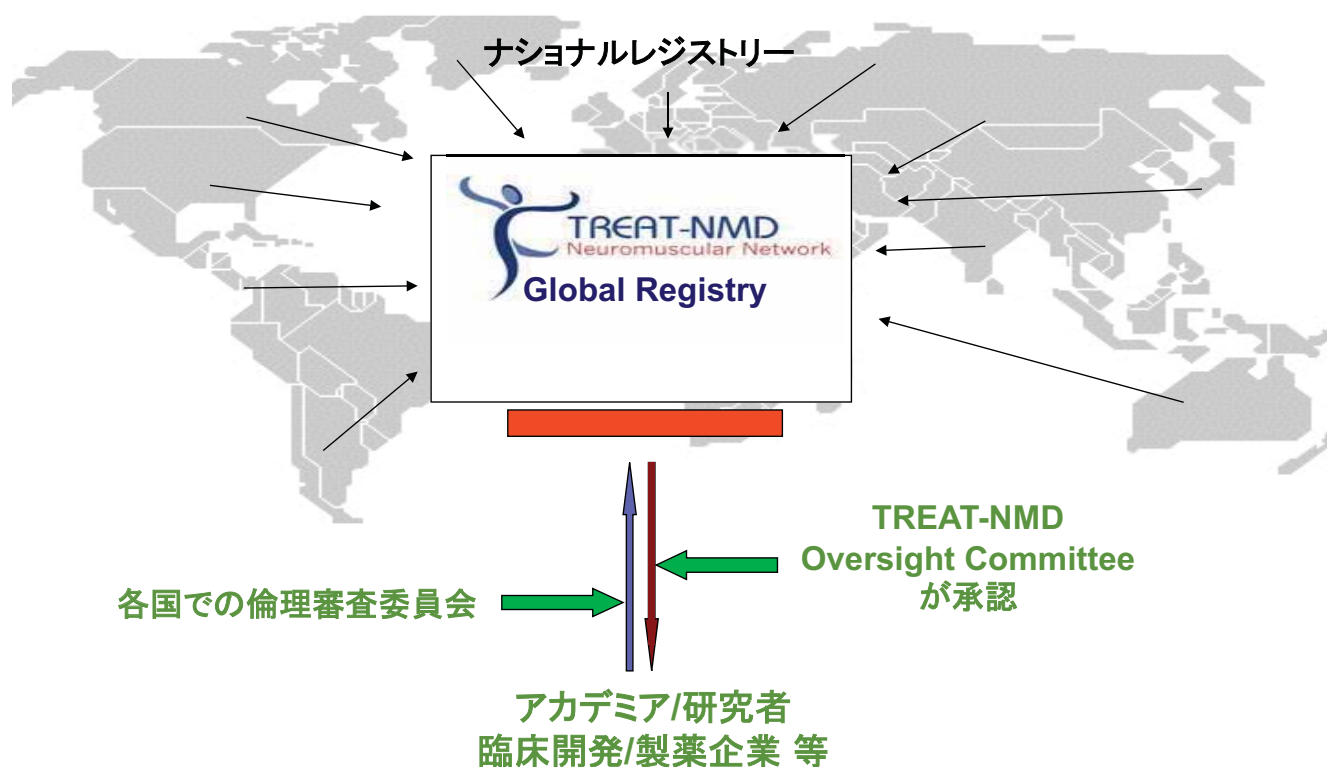 ナショナルレジストリー
TREAT-NMD
Neuromuscular Network
Global Registry
TREAT-NMD
Oversight Committee
が承認
各国での倫理審査委員会
アカデミア/研究者
臨床開発/製薬企業 等